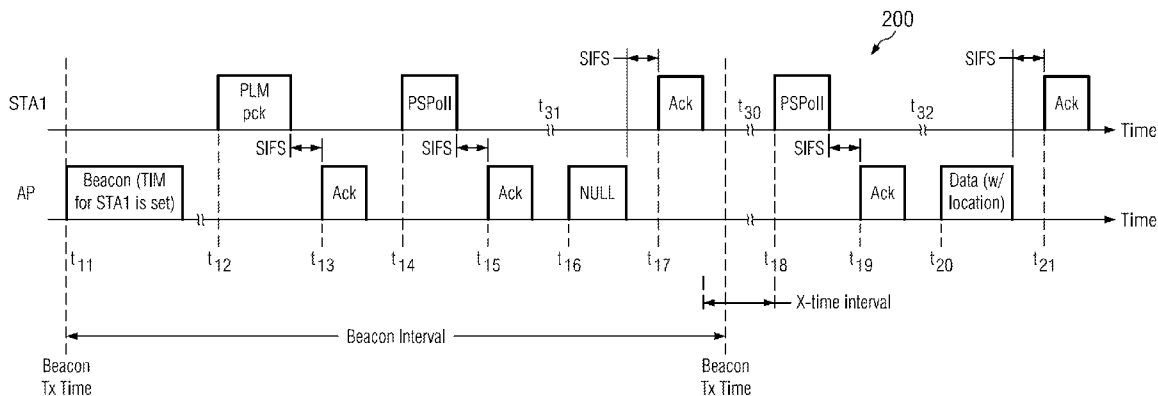 200
SIFS
SIFS
STA1
PLM
pck
PSPoll
t31
Ack
t30
PSPoll
t32
Ack
Time
SIFS
SIFS
SIFS
AP
Beacon (TIM
for STA1 is set)
Ack
Ack
NULL
Ack
Data (w/
location)
Time
t11
t12
t13
t14
t15
t16
t17
t18
t19
t20
t21
X-time interval
Beacon Interval
Beacon
Tx Time
Beacon
Tx Time